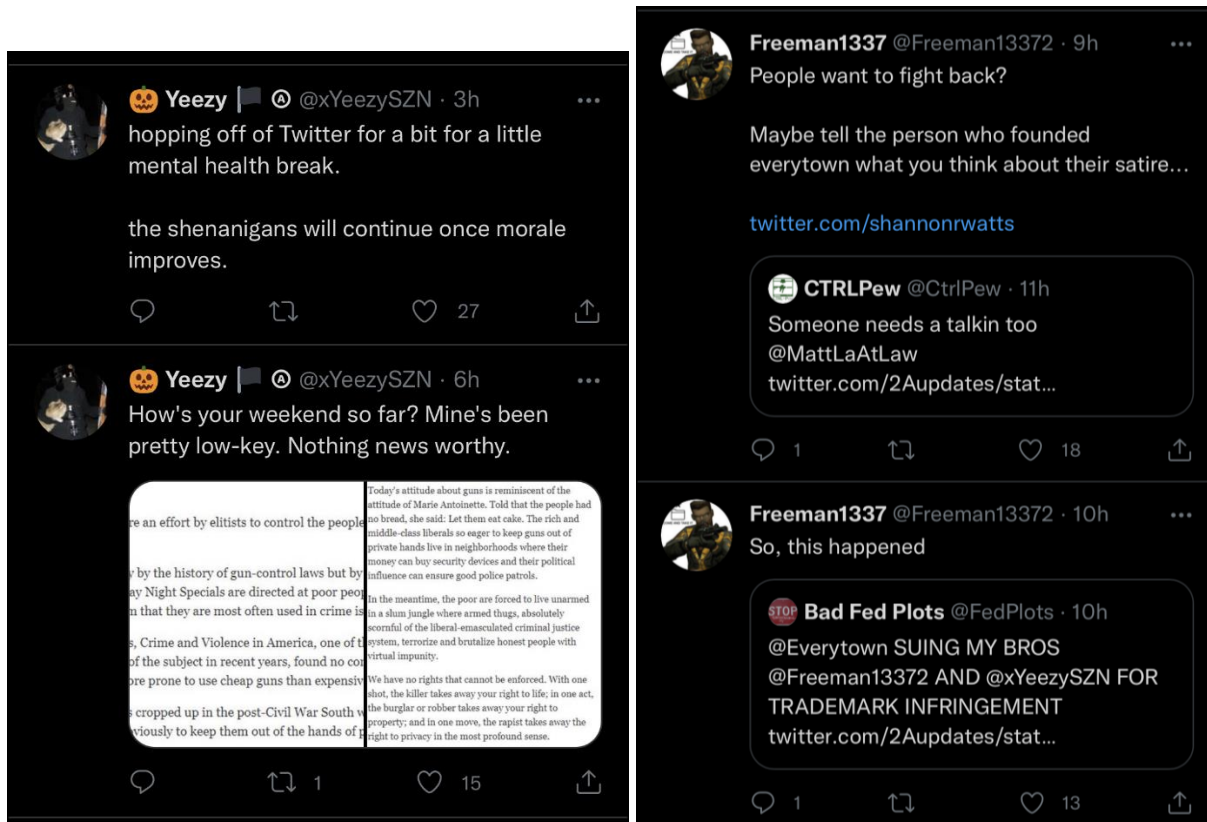 🎃 Yeezy 🏴 Ⓐ @xYeezySZN · 3h
hopping off of Twitter for a bit for a little
mental health break.
the shenanigans will continue once morale
improves.
27
🎃 Yeezy 🏴 Ⓐ @xYeezySZN · 6h
How's your weekend so far? Mine's been
pretty low-key. Nothing news worthy.
re an effort by elitists to control the people
by the history of gun-control laws but by
ay Night Specials are directed at poor
that they are most often used in crime is
s, Crime and Violence in America, one of
of the subject in recent years, found no
re prone to use cheap guns than
cropped up in the post-Civil War South
viously to keep them out of the hands of
Today's attitude about guns is reminiscent of the
attitude of Marie Antoinette. Told that the people had
no bread, she said: Let them eat cake. The rich and
middle-class liberals so eager to keep guns out of
private hands live in neighborhoods where their
money can buy security devices and their political
influence can ensure good police patrols.
In the meantime, the poor are forced to live unarmed
in a slum jungle where armed thugs, absolutely
scornful of the liberal-emasculated criminal justice
system, terrorize and brutalize honest people with
virtual impunity.
We have no rights that cannot be enforced. With one
shot, the killer takes away your right to life; in one act,
the burglar or robber takes away your right to
property; and in one move, the rapist takes away the
right to privacy in the most profound sense.
1 15
Freeman1337 @Freeman13372 · 9h
People want to fight back?
Maybe tell the person who founded
everytown what you think about their satire...
twitter.com/shannonrwatts
CTRLPew @CtrlPew · 11h
Someone needs a talkin too
@MattLaAtLaw
twitter.com/2Aupdates/stat...
1 18
Freeman1337 @Freeman13372 · 10h
So, this happened
STOP Bad Fed Plots @FedPlots · 10h
@Everytown SUING MY BROS
@Freeman13372 AND @xYeezySZN FOR
TRADEMARK INFRINGEMENT
twitter.com/2Aupdates/stat...
1 13